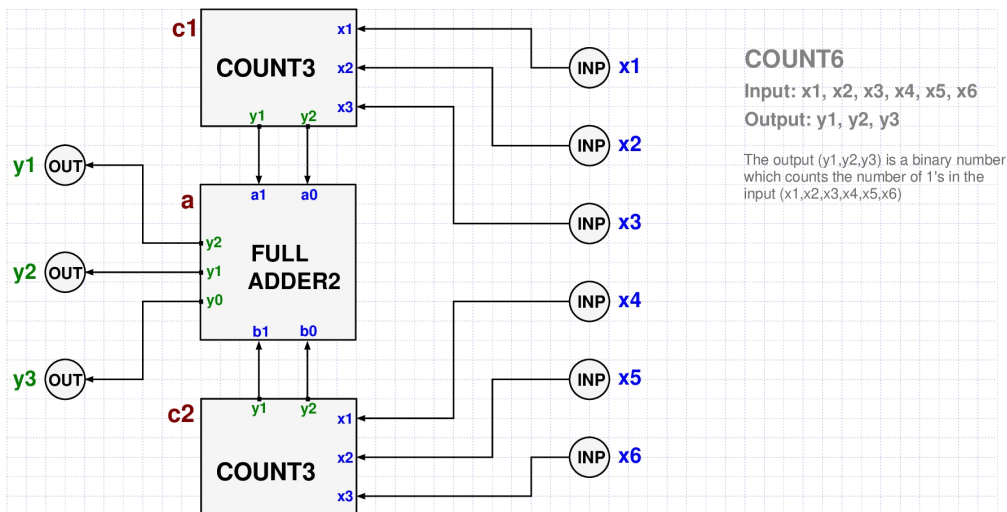 c1
COUNT3
x1
x2
x3
y1 y2
INP x1
INP x2
INP x3
INP x4
INP x5
INP x6
COUNT6
Input: x1, x2, x3, x4, x5, x6
Output: y1, y2, y3
The output (y1,y2,y3) is a binary number
which counts the number of 1's in the
input (x1,x2,x3,x4,x5,x6)
y1 OUT
y2 OUT
y3 OUT
a
a1 a0
y2
y1
y0
FULL
ADDER2
b1 b0
c2
y1 y2
COUNT3
x1
x2
x3